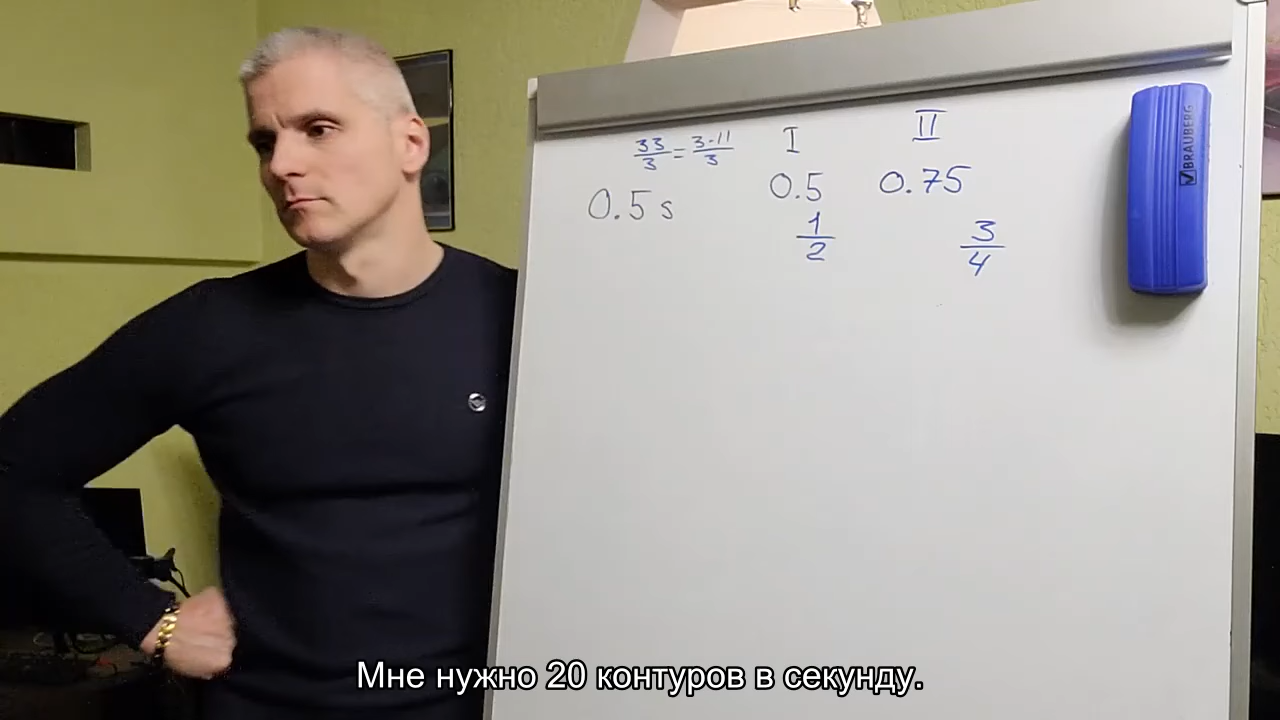 33/3 = 3·11/3
I
II
0.5 s
0.5
0.75
1/2
3/4
BRAUBERG
Мне нужно 20 контуров в секунду.